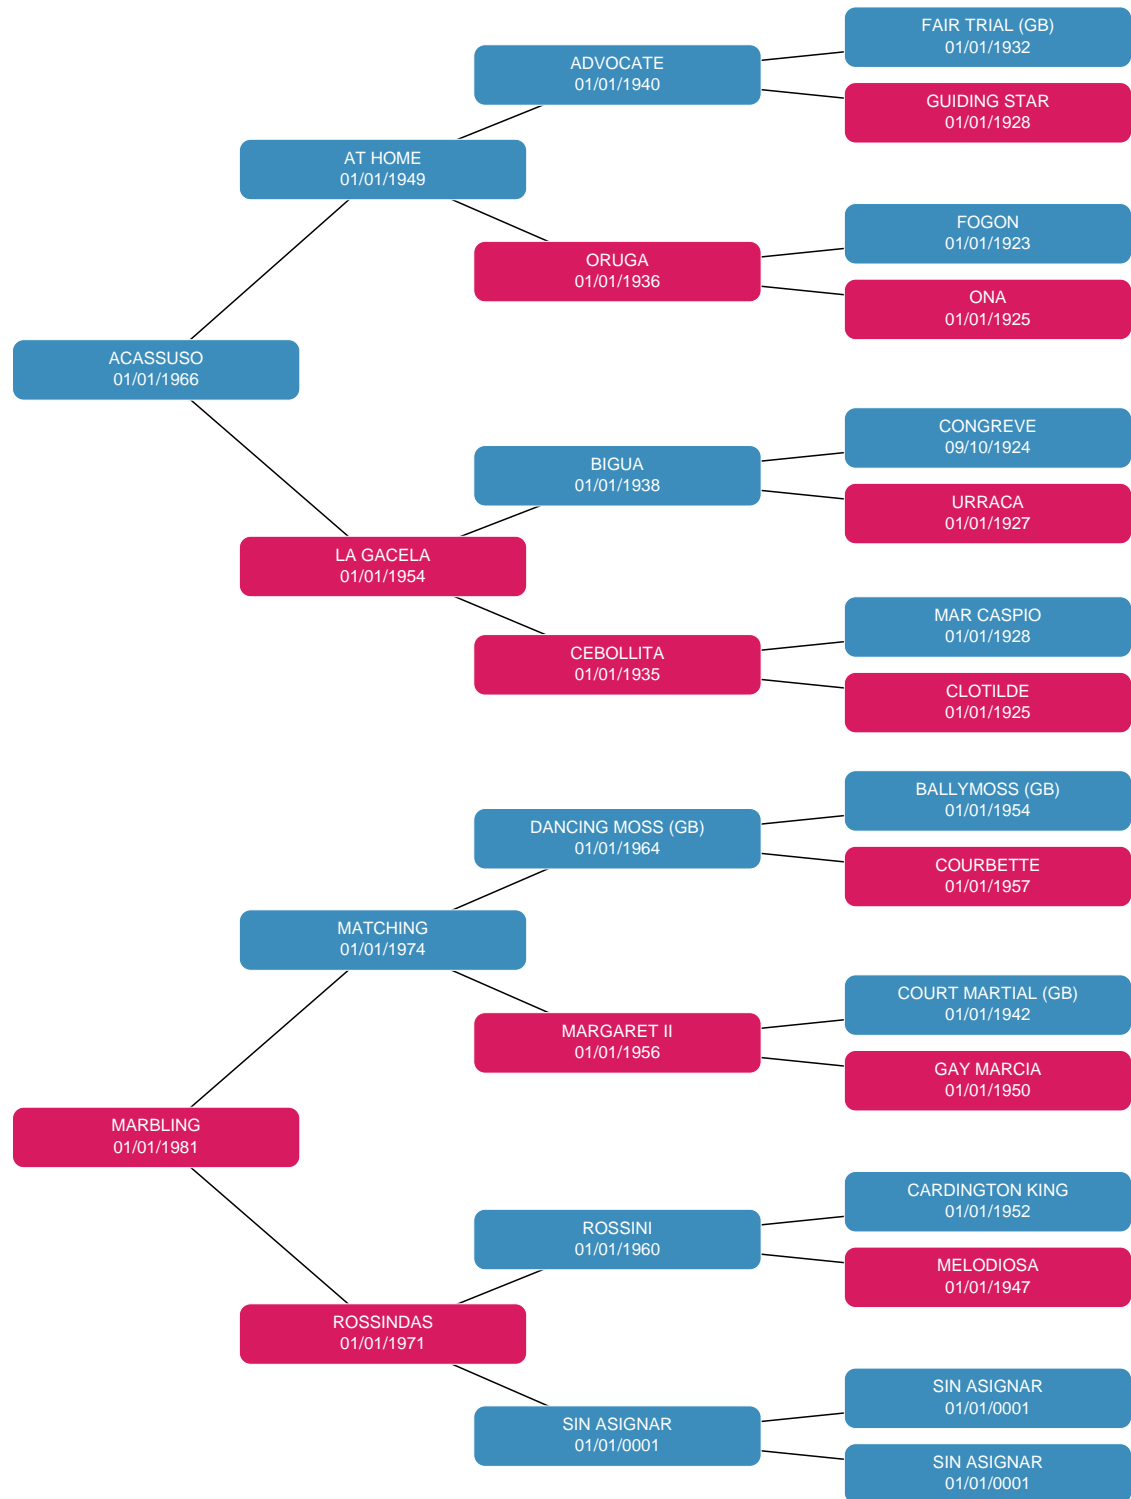 FAIR TRIAL (GB)
01/01/1932
ADVOCATE
01/01/1940
GUIDING STAR
01/01/1928
AT HOME
01/01/1949
FOGON
01/01/1923
ORUGA
01/01/1936
ONA
01/01/1925
ACASSUSO
01/01/1966
CONGREVE
09/10/1924
BIGUA
01/01/1938
URRACA
01/01/1927
LA GACELA
01/01/1954
MAR CASPIO
01/01/1928
CEBOLLITA
01/01/1935
CLOTILDE
01/01/1925
BALLYMOSS (GB)
01/01/1954
DANCING MOSS (GB)
01/01/1964
COURBETTE
01/01/1957
MATCHING
01/01/1974
COURT MARTIAL (GB)
01/01/1942
MARGARET II
01/01/1956
GAY MARCIA
01/01/1950
MARBLING
01/01/1981
CARDINGTON KING
01/01/1952
ROSSINI
01/01/1960
MELODIOSA
01/01/1947
ROSSINDAS
01/01/1971
SIN ASIGNAR
01/01/0001
SIN ASIGNAR
01/01/0001
SIN ASIGNAR
01/01/0001